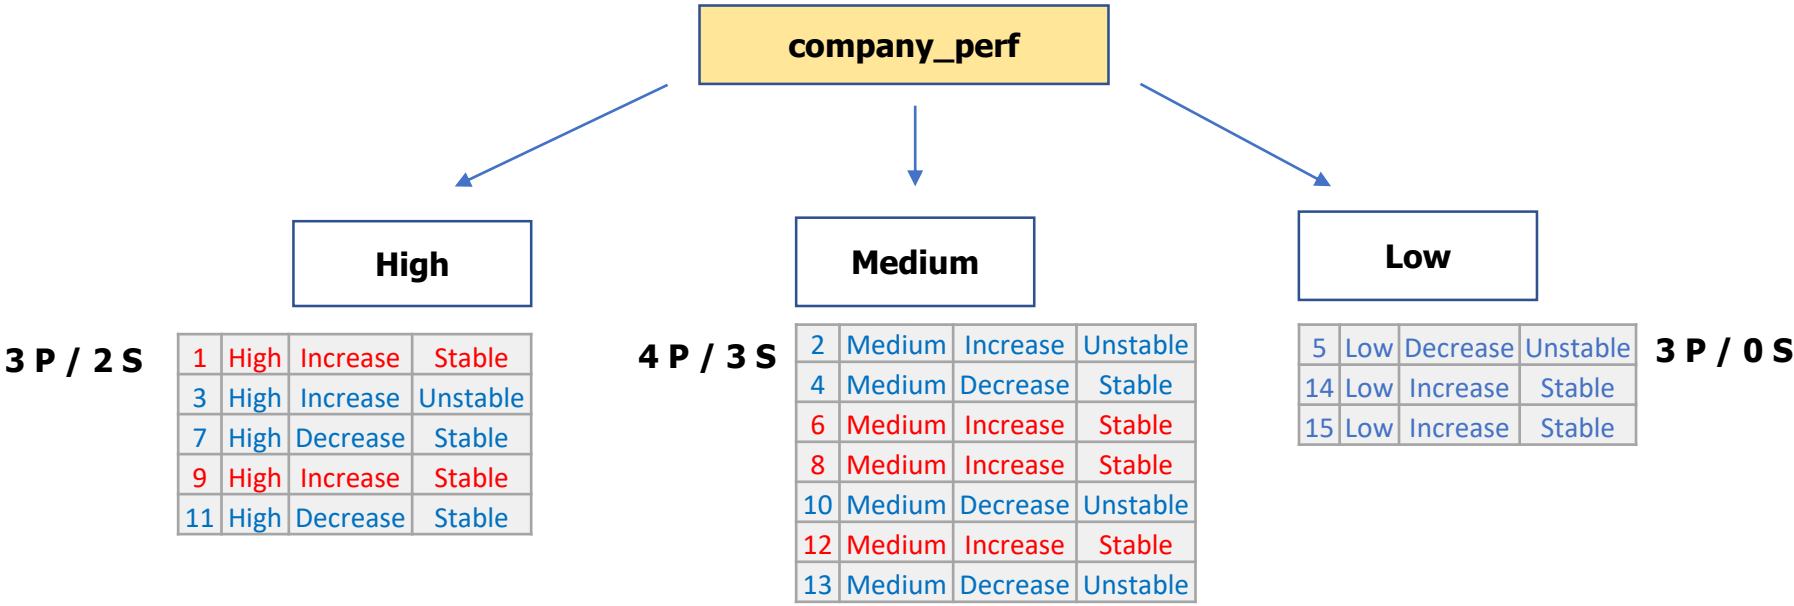 company_perf
High
Medium
Low
3 P / 2 S
1 High Increase Stable
3 High Increase Unstable
7 High Decrease Stable
9 High Increase Stable
11 High Decrease Stable
4 P / 3 S
2 Medium Increase Unstable
4 Medium Decrease Stable
6 Medium Increase Stable
8 Medium Increase Stable
10 Medium Decrease Unstable
12 Medium Increase Stable
13 Medium Decrease Unstable
5 Low Decrease Unstable
14 Low Increase Stable
15 Low Increase Stable
3 P / 0 S